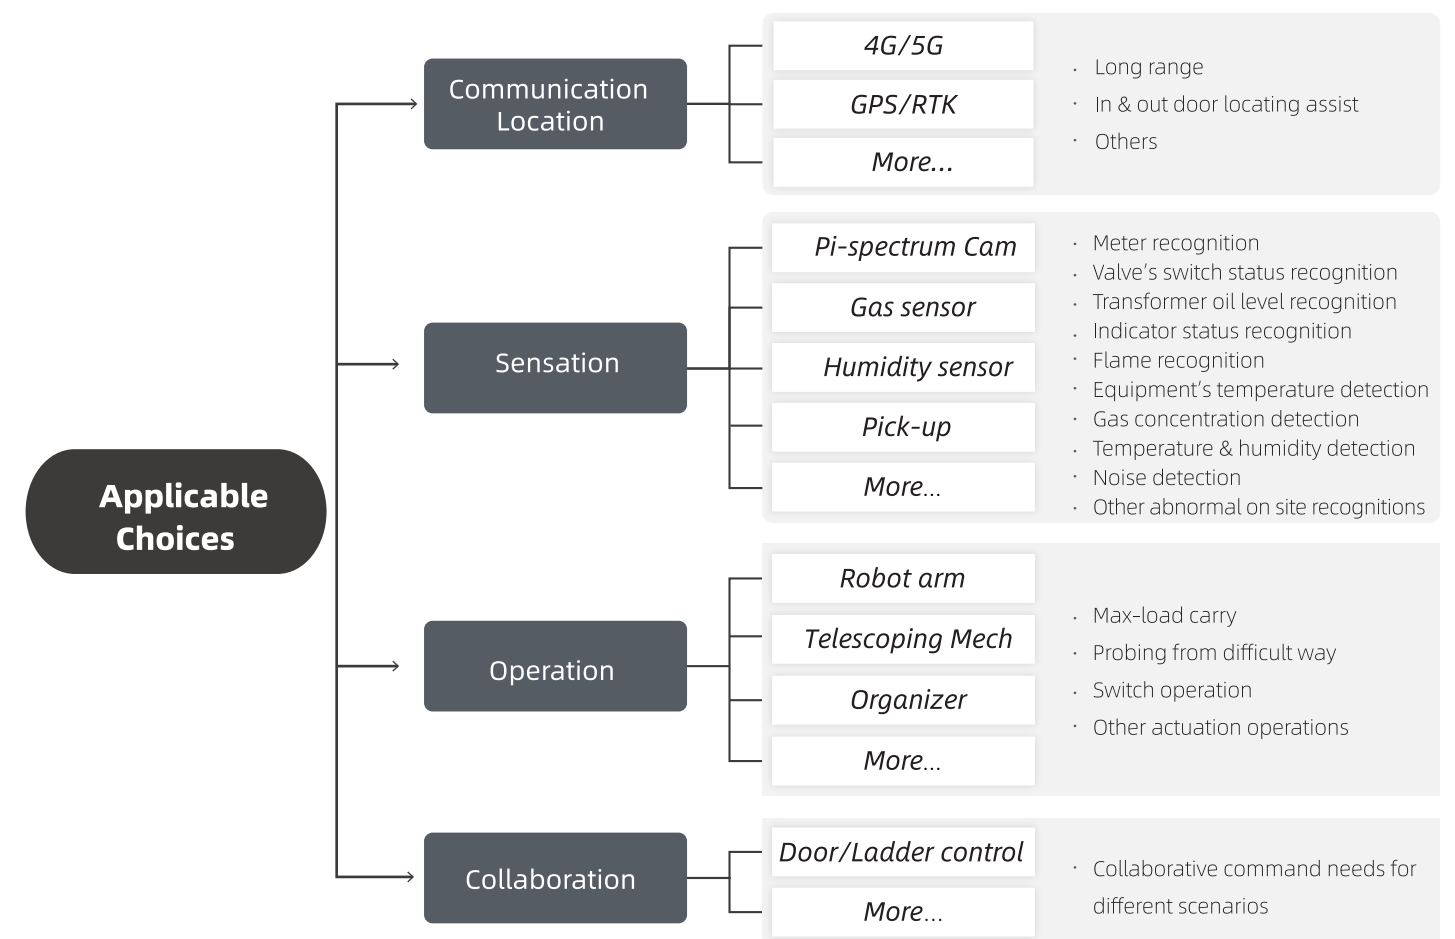 Applicable
Choices
Communication
Location
4G/5G
GPS/RTK
More...
· Long range
· In & out door locating assist
· Others
Sensation
Pi-spectrum Cam
Gas sensor
Humidity sensor
Pick-up
More...
· Meter recognition
· Valve's switch status recognition
· Transformer oil level recognition
· Indicator status recognition
· Flame recognition
· Equipment's temperature detection
· Gas concentration detection
· Temperature & humidity detection
· Noise detection
· Other abnormal on site recognitions
Operation
Robot arm
Telescoping Mech
Organizer
More...
· Max-load carry
· Probing from difficult way
· Switch operation
· Other actuation operations
Collaboration
Door/Ladder control
More...
· Collaborative command needs for
different scenarios